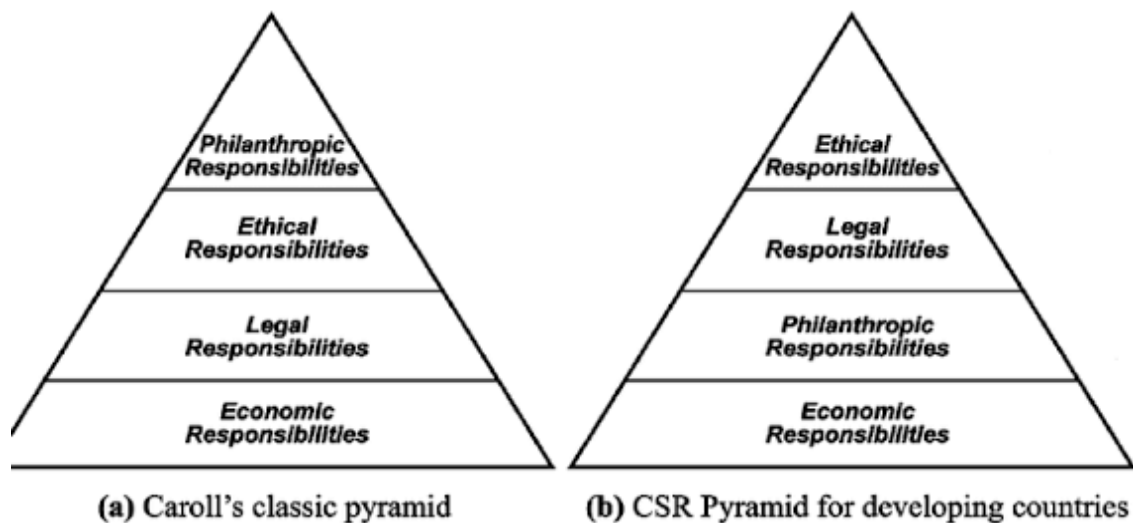 Philanthropic
Responsibilities
Ethical
Responsibilities
Legal
Responsibilities
Economic
Responsibilities
(a) Caroll's classic pyramid
Ethical
Responsibilities
Legal
Responsibilities
Philanthropic
Responsibilities
Economic
Responsibilities
(b) CSR Pyramid for developing countries